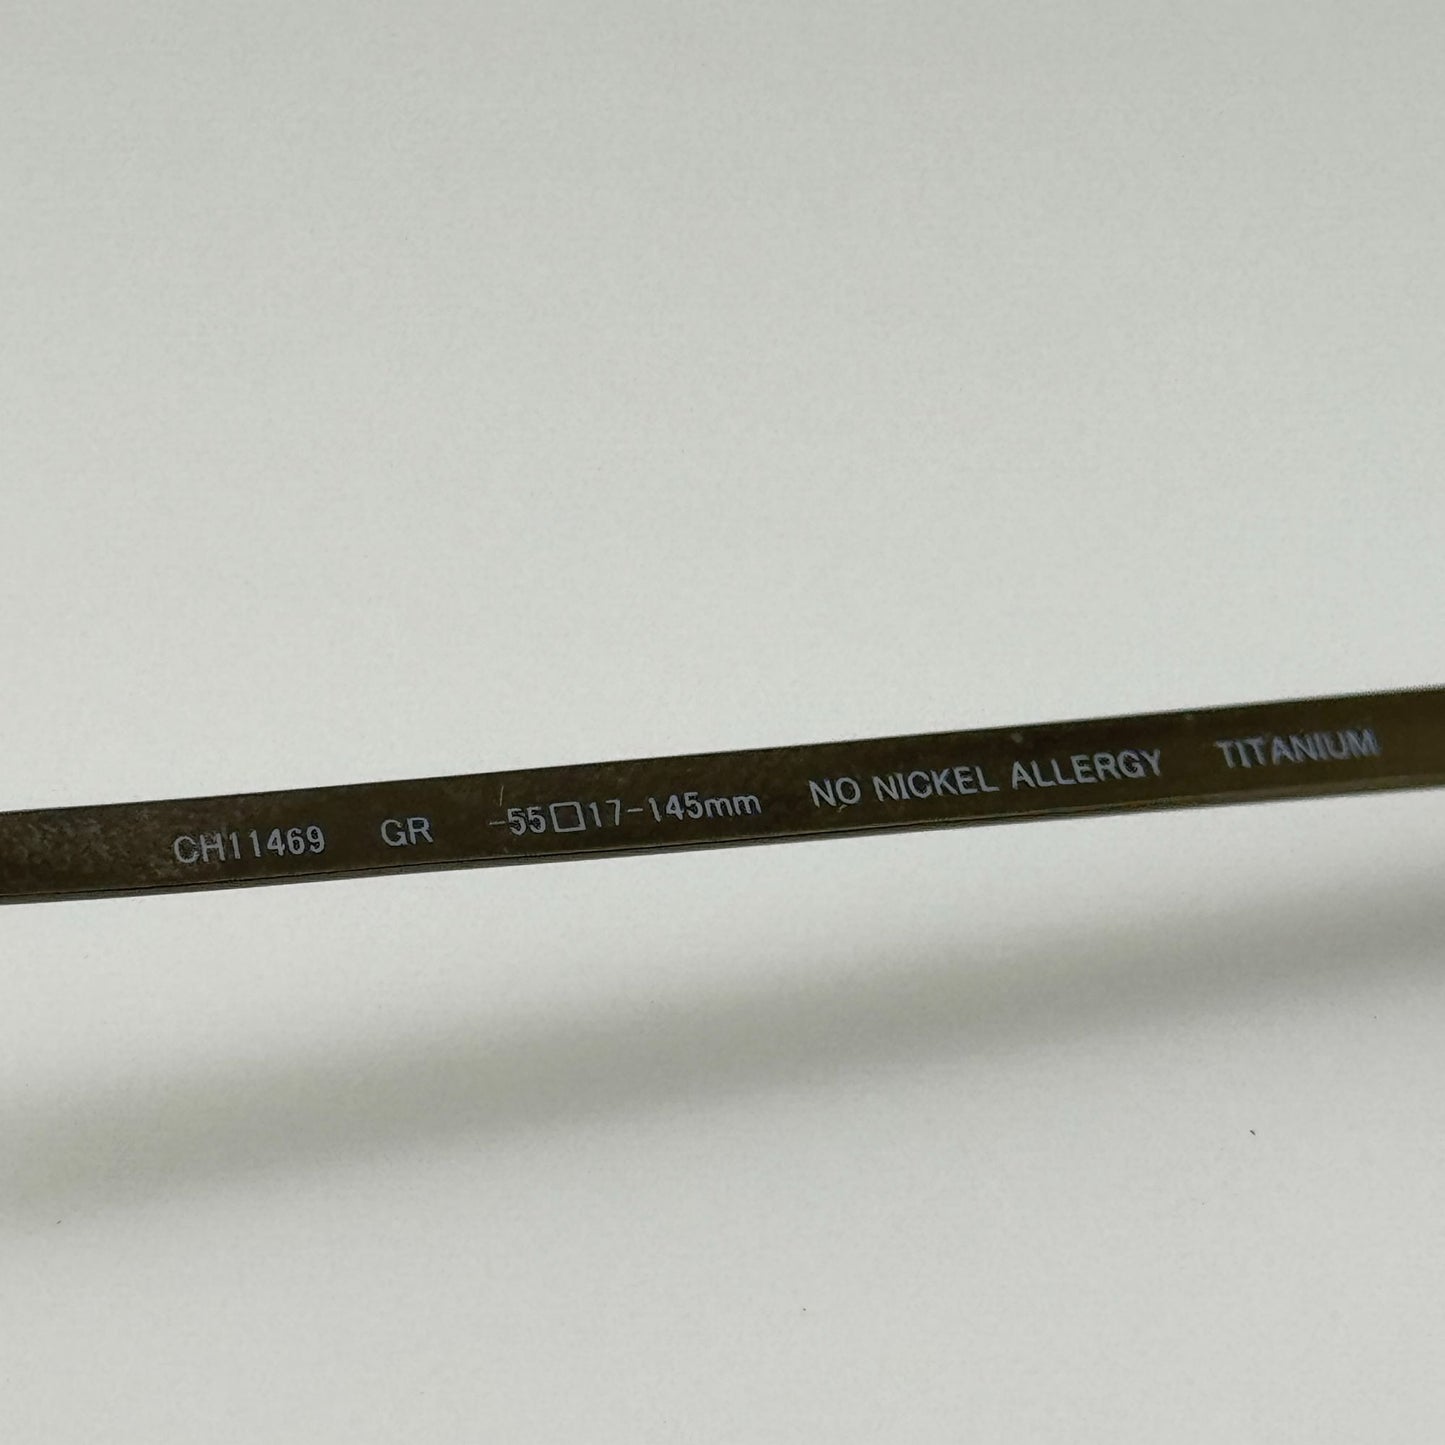 CH11469 GR -55□17-145mm NO NICKEL ALLERGY TITANIUM